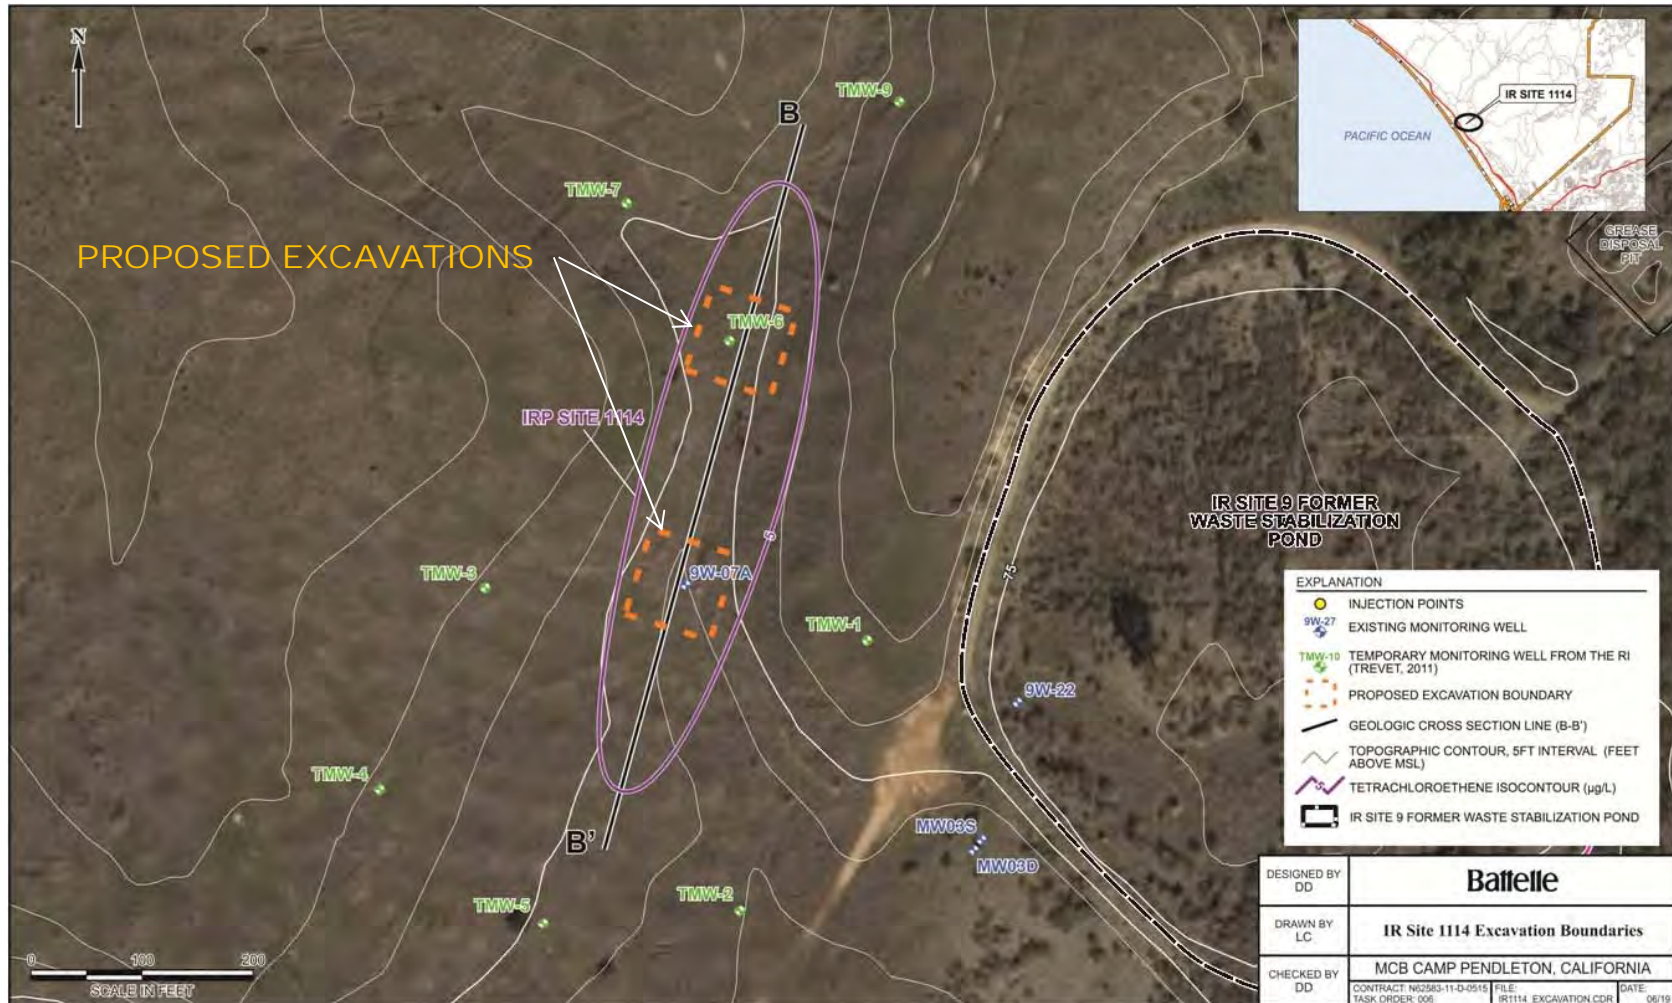 N
B
TMW-9
IR SITE 1114
PACIFIC OCEAN
TMW-7
GREASE
DISPOSAL
PIT
PROPOSED EXCAVATIONS
TMW-6
IRP SITE 1114
IR SITE 9 FORMER
WASTE STABILIZATION
POND
5
75
TMW-3
9W-07A
TMW-1
9W-22
TMW-4
B'
MW03S
MW03D
TMW-5
TMW-2
0 100 200
SCALE IN FEET
EXPLANATION
INJECTION POINTS
9W-27
EXISTING MONITORING WELL
TMW-10
TEMPORARY MONITORING WELL FROM THE RI
(TREVET, 2011)
PROPOSED EXCAVATION BOUNDARY
GEOLOGIC CROSS SECTION LINE (B-B')
TOPOGRAPHIC CONTOUR, 5FT INTERVAL (FEET
ABOVE MSL)
5
TETRACHLOROETHENE ISOCONTOUR (µg/L)
IR SITE 9 FORMER WASTE STABILIZATION POND
DESIGNED BY
DD
Battelle
DRAWN BY
LC
IR Site 1114 Excavation Boundaries
CHECKED BY
DD
MCB CAMP PENDLETON, CALIFORNIA
CONTRACT: N62583-11-D-0515
TASK ORDER: 006
FILE:
IR1114_EXCAVATION.CDR
DATE: